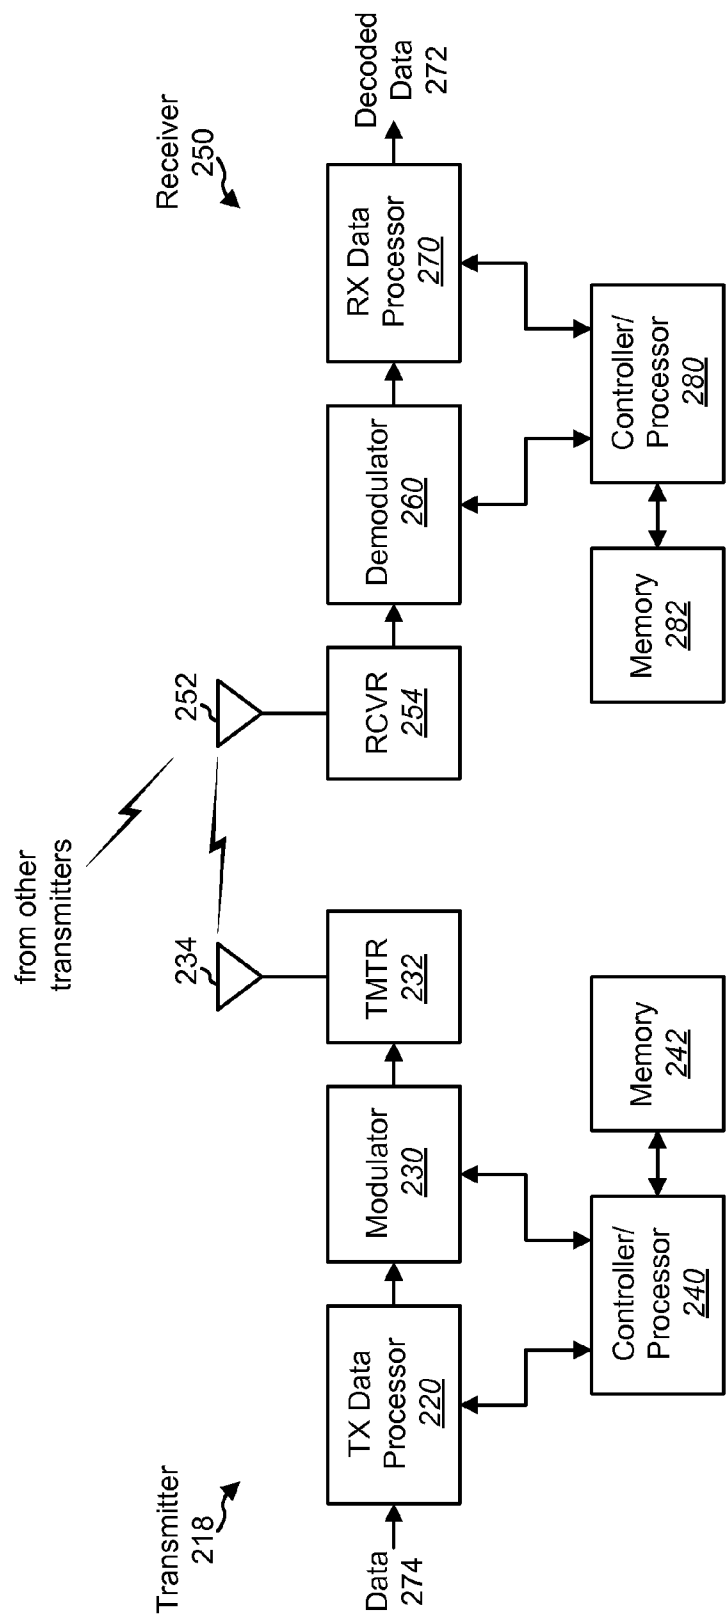 from other
transmitters
Transmitter
218
Receiver
250
234
252
Data
274
TX Data
Processor
220
Modulator
230
TMTR
232
RCVR
254
Demodulator
260
RX Data
Processor
270
Decoded
Data
272
Controller/
Processor
240
Memory
242
Memory
282
Controller/
Processor
280